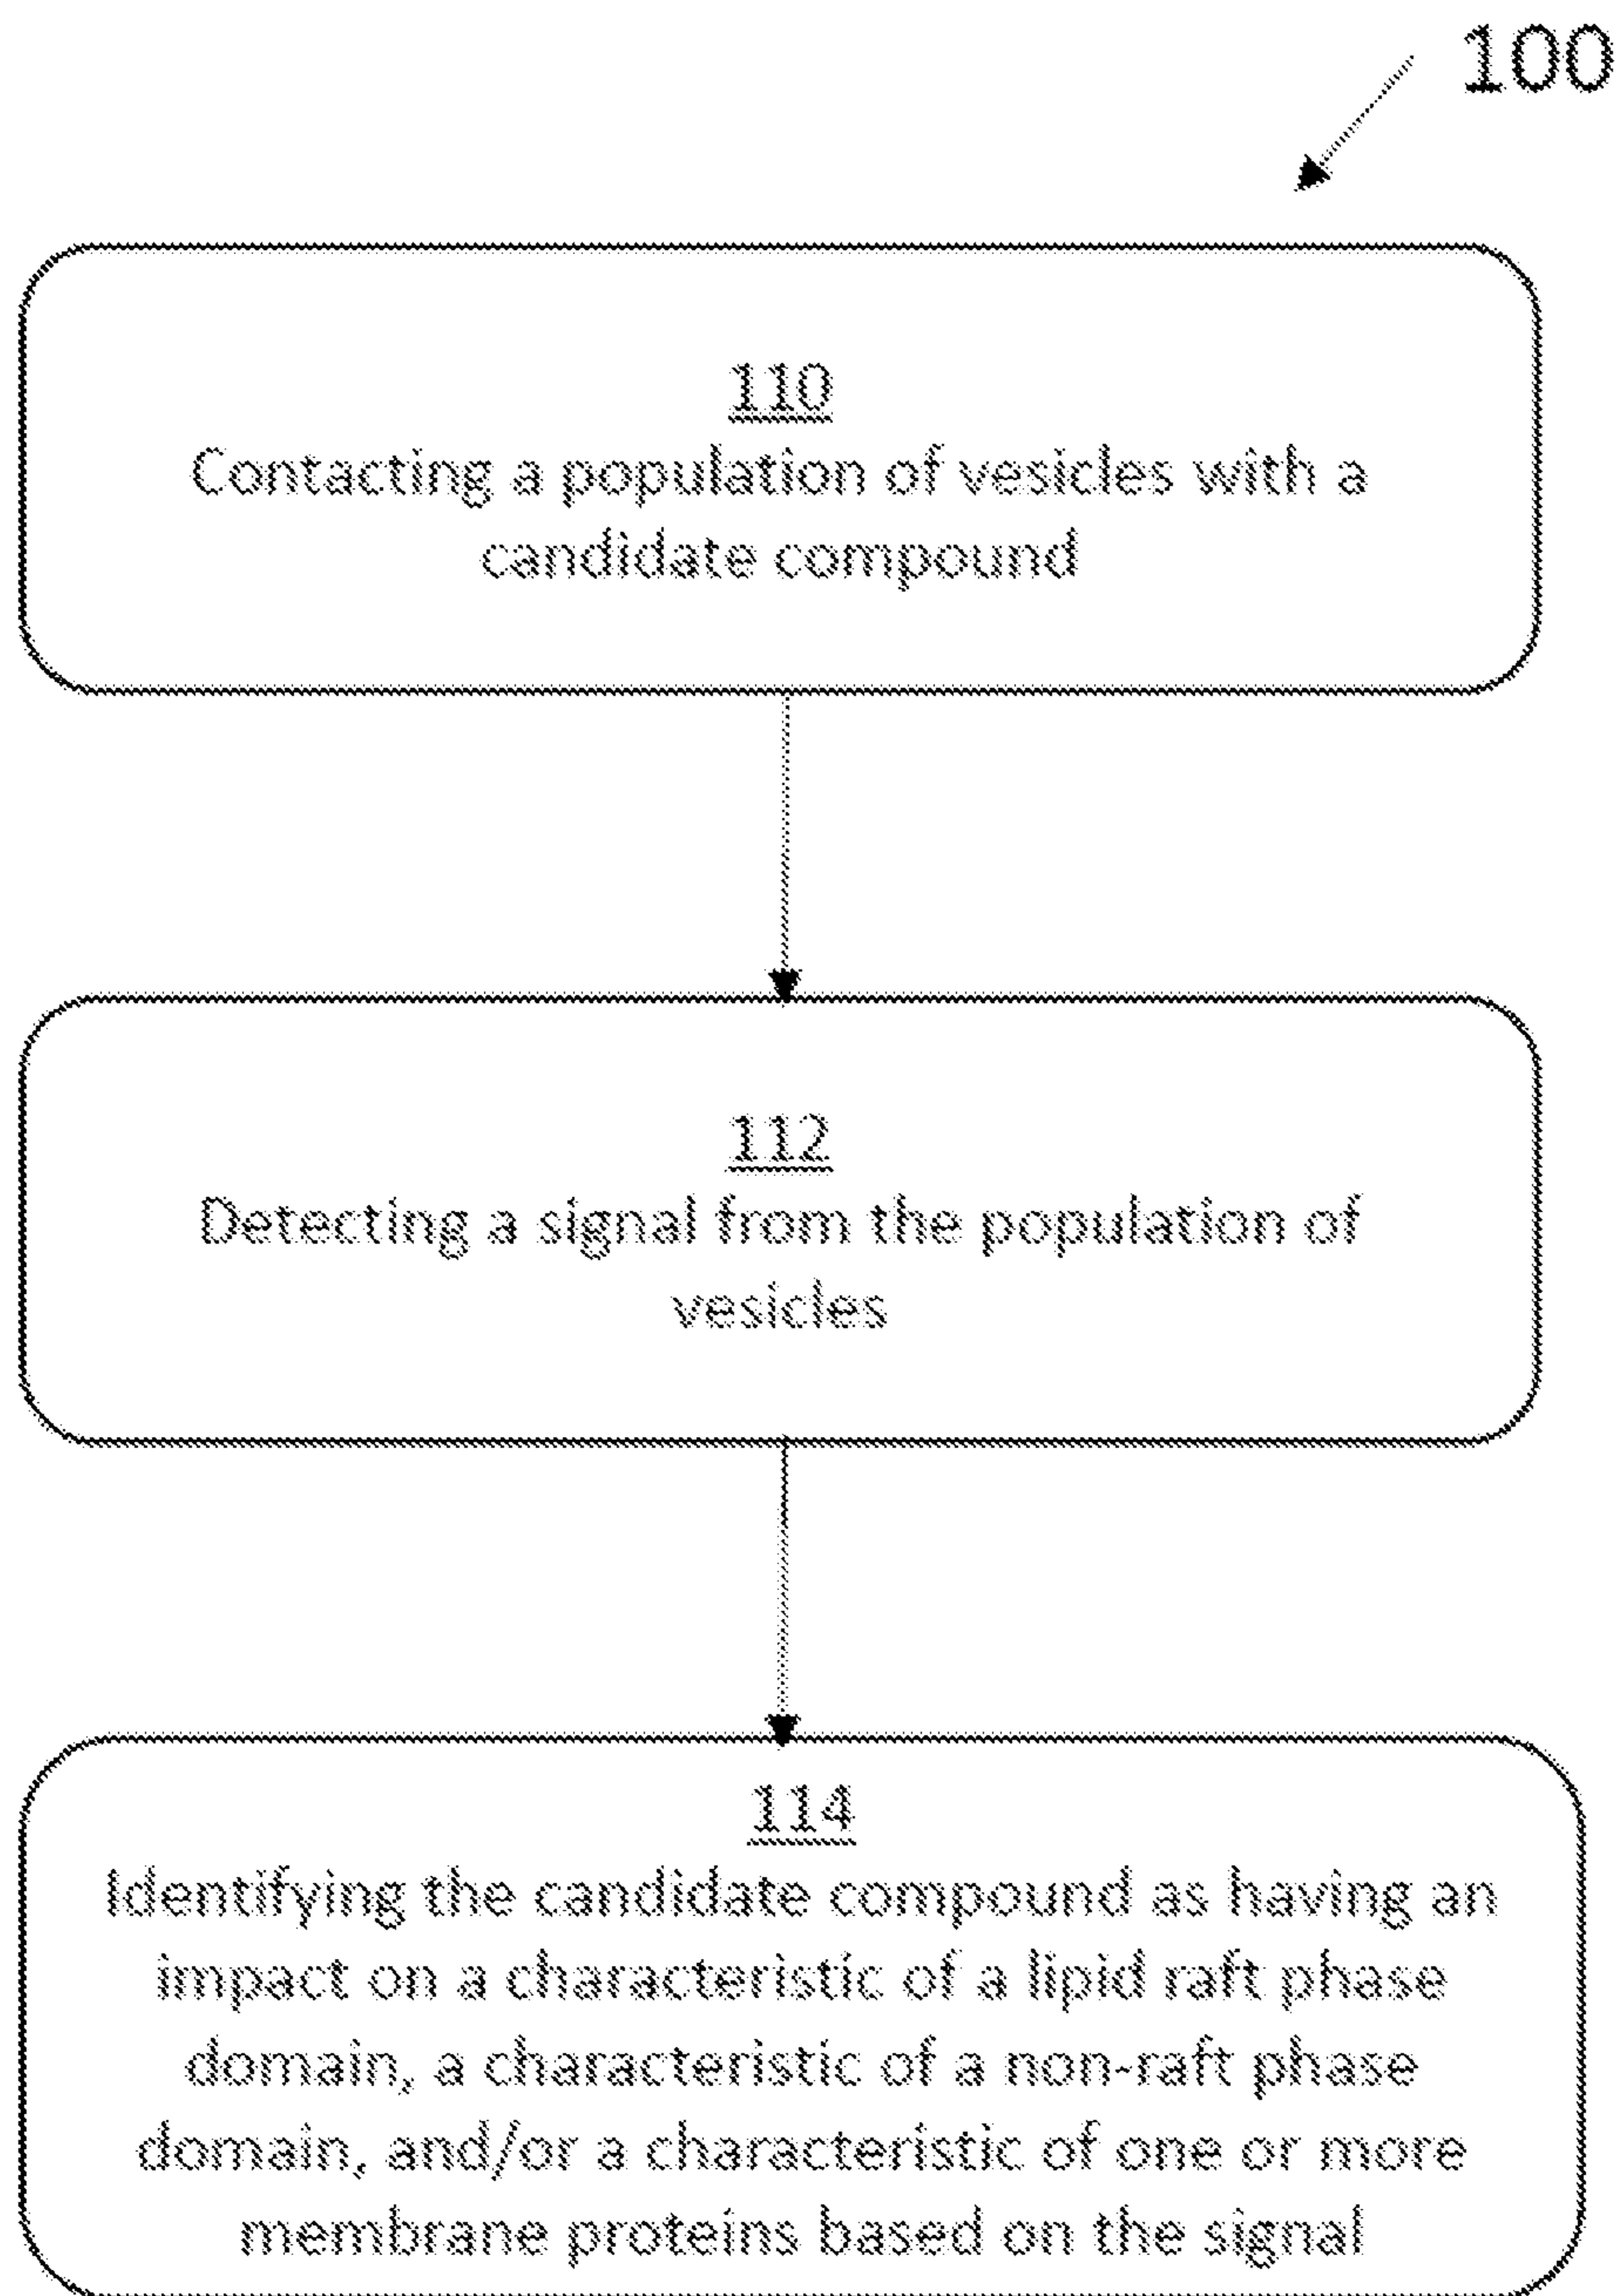 100
110
Contacting a population of vesicles with a
candidate compound
112
Detecting a signal from the population of
vesicles
114
Identifying the candidate compound as having an
impact on a characteristic of a lipid raft phase
domain, a characteristic of a non-raft phase
domain, and/or a characteristic of one or more
membrane proteins based on the signal